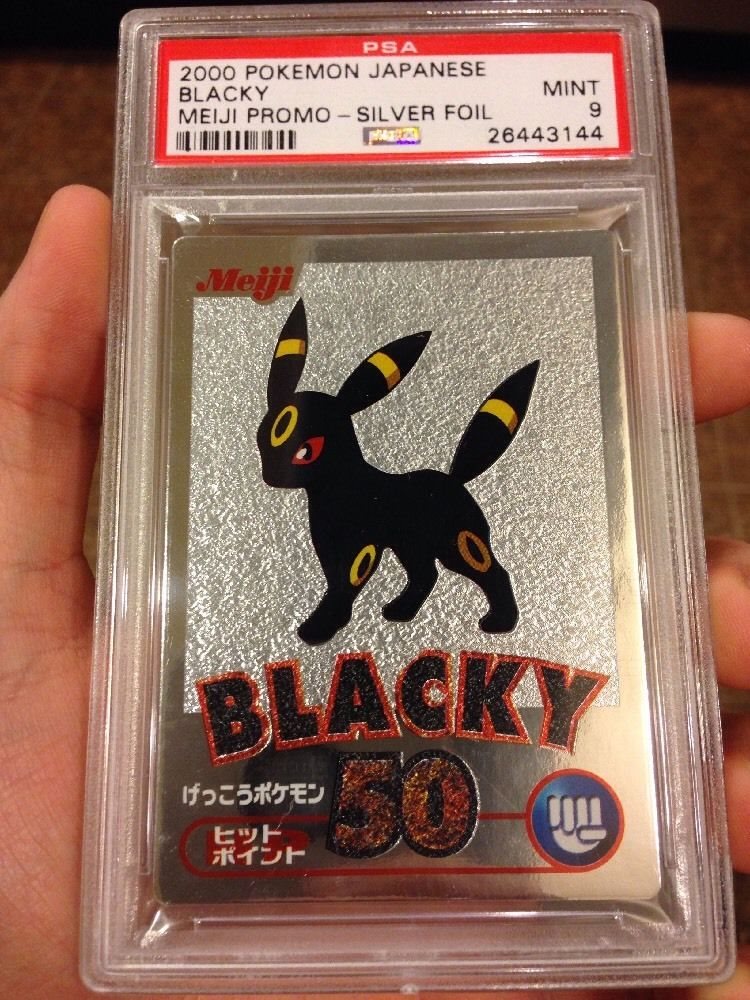 PSA
2000 POKEMON JAPANESE
BLACKY
MINT
MEIJI PROMO - SILVER FOIL
9
26443144
Meiji
BLACKY
げっこうポケモン
50
ヒット
ポイント